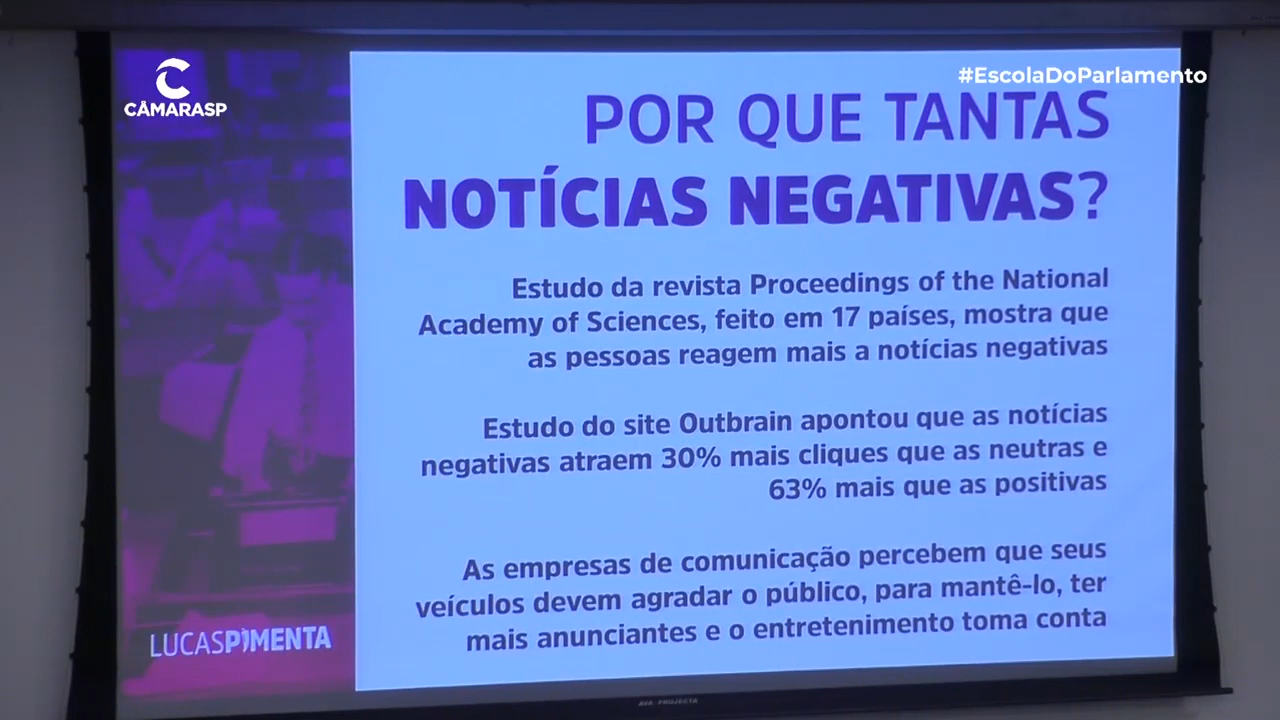 CÂMARASP
#EscolaDoParlamento
POR QUE TANTAS
NOTÍCIAS NEGATIVAS?
Estudo da revista Proceedings of the National
Academy of Sciences, feito em 17 países, mostra que
as pessoas reagem mais a notícias negativas
Estudo do site Outbrain apontou que as notícias
negativas atraem 30% mais cliques que as neutras e
63% mais que as positivas
As empresas de comunicação percebem que seus
veículos devem agradar o público, para mantê-lo, ter
mais anunciantes e o entretenimento toma conta
LUCASPIMENTA
AVA PROJECTA